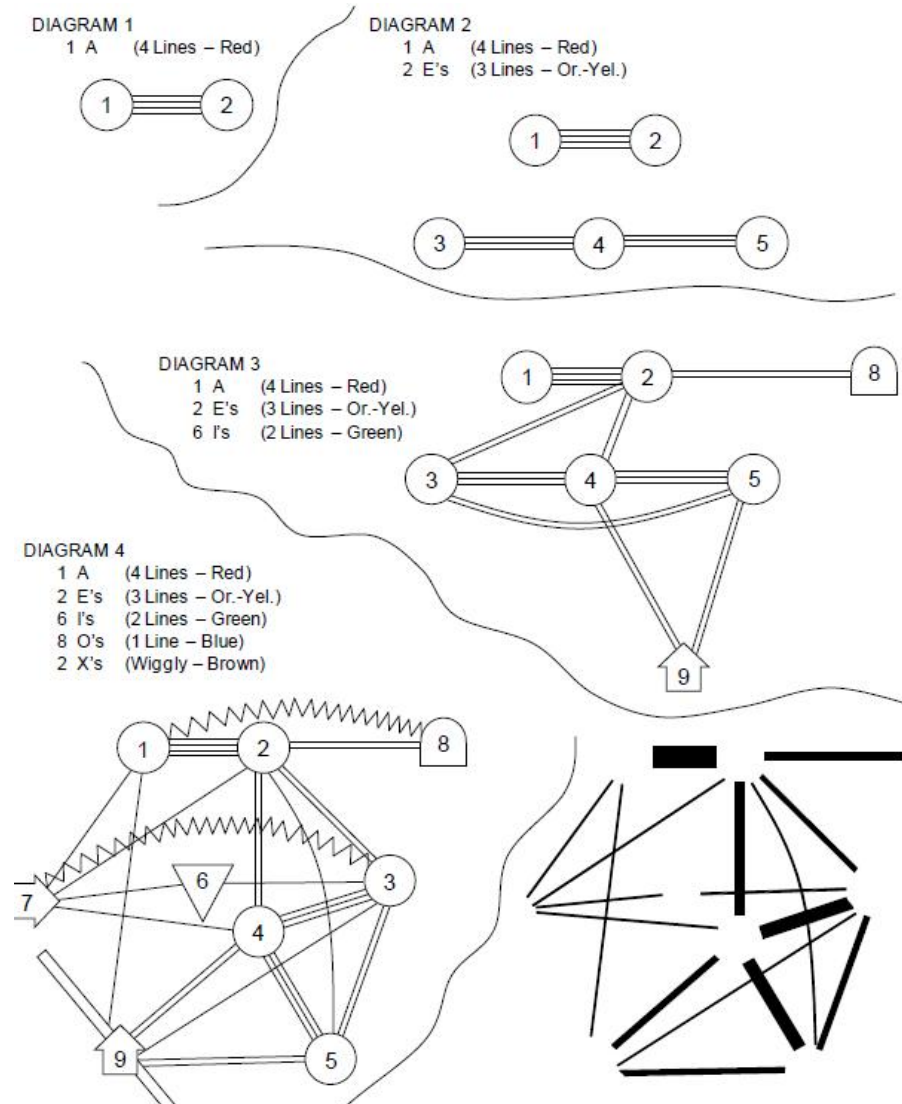 DIAGRAM 1
1 A (4 Lines – Red)
1 2
DIAGRAM 2
1 A (4 Lines – Red)
2 E's (3 Lines – Or.-Yel.)
1 2
3 4 5
DIAGRAM 3
1 A (4 Lines – Red)
2 E's (3 Lines – Or.-Yel.)
6 I's (2 Lines – Green)
1 2 8
3 4 5
9
DIAGRAM 4
1 A (4 Lines – Red)
2 E's (3 Lines – Or.-Yel.)
6 I's (2 Lines – Green)
8 O's (1 Line – Blue)
2 X's (Wiggly – Brown)
1 2 8
7 6 3
4
9 5